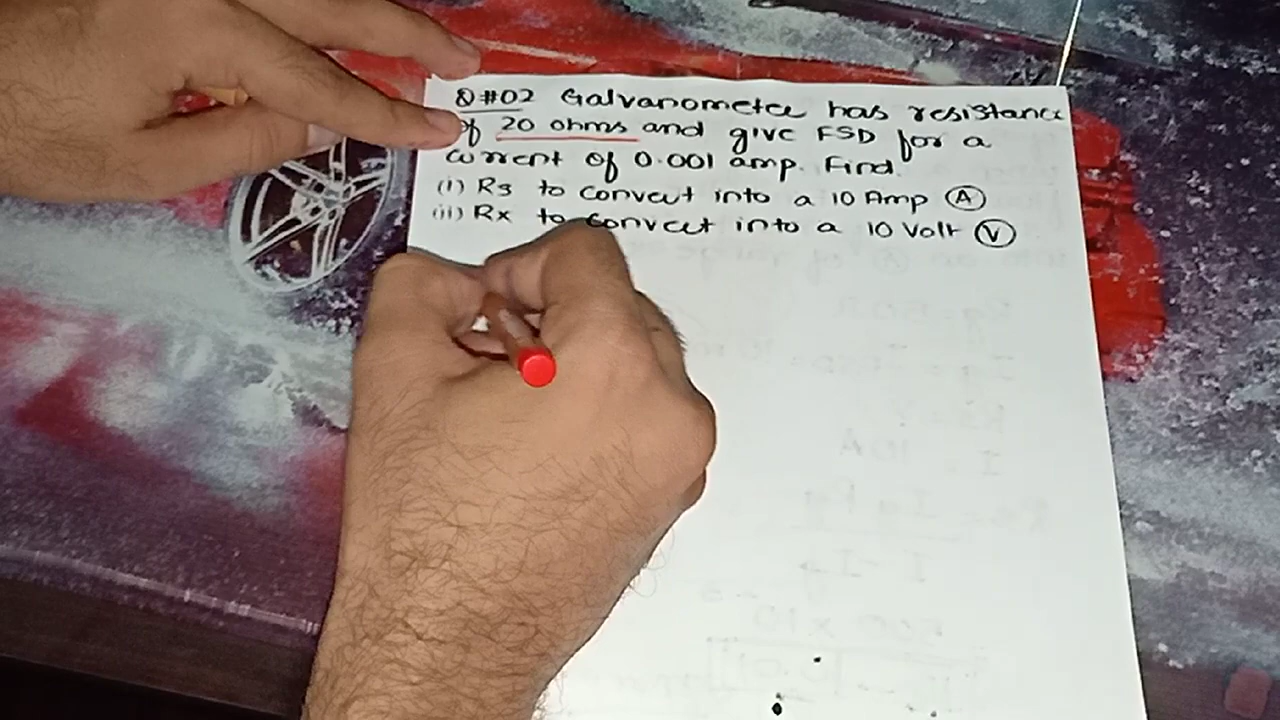 Q#02 Galvanometer has resistance
of 20 ohms and give FSD for a
current of 0.001 amp. Find.
(i) Rs to convert into a 10 Amp A
(ii) Rx to convert into a 10 Volt V